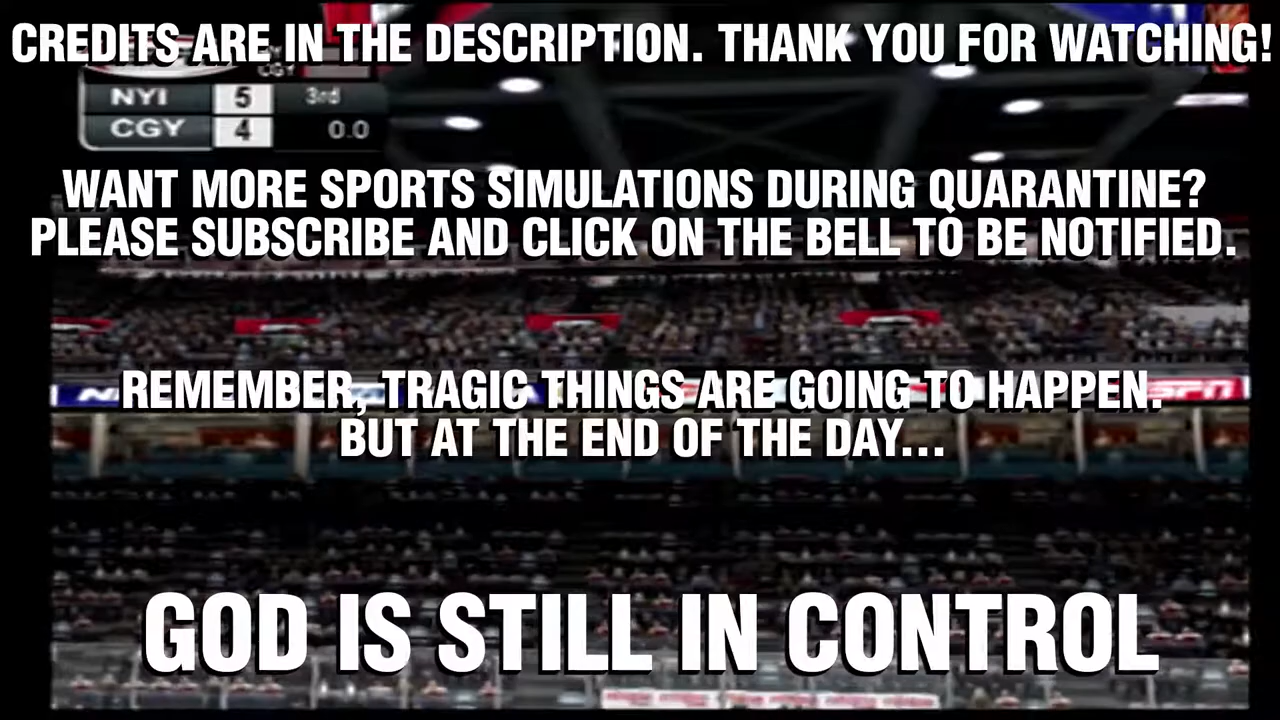 CREDITS ARE IN THE DESCRIPTION. THANK YOU FOR WATCHING!
CGY
NYI 5 3rd
CGY 4 0.0
WANT MORE SPORTS SIMULATIONS DURING QUARANTINE?
PLEASE SUBSCRIBE AND CLICK ON THE BELL TO BE NOTIFIED.
REMEMBER, TRAGIC THINGS ARE GOING TO HAPPEN.
ESPN
BUT AT THE END OF THE DAY...
GOD IS STILL IN CONTROL